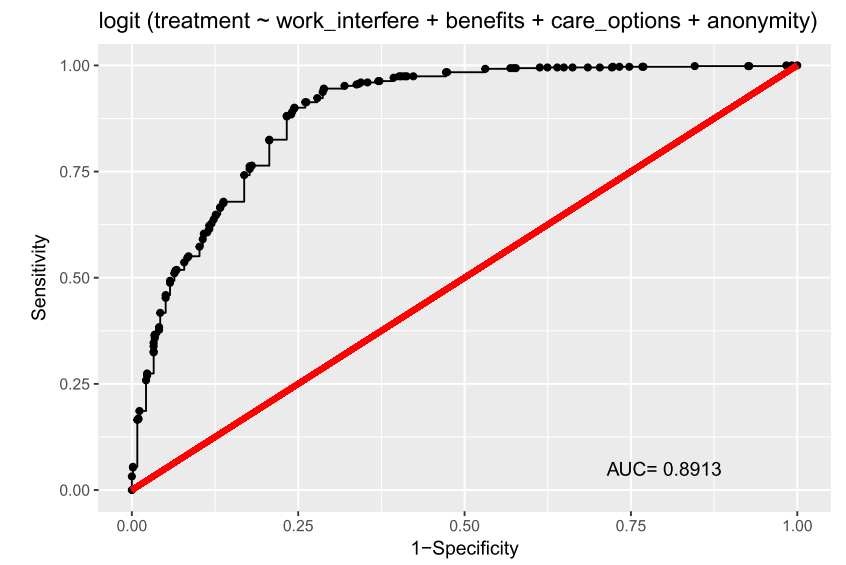 logit (treatment ~ work_interfere + benefits + care_options + anonymity)
1.00
0.75
0.50
0.25
0.00
Sensitivity
AUC= 0.8913
0.00 0.25 0.50 0.75 1.00
1−Specificity